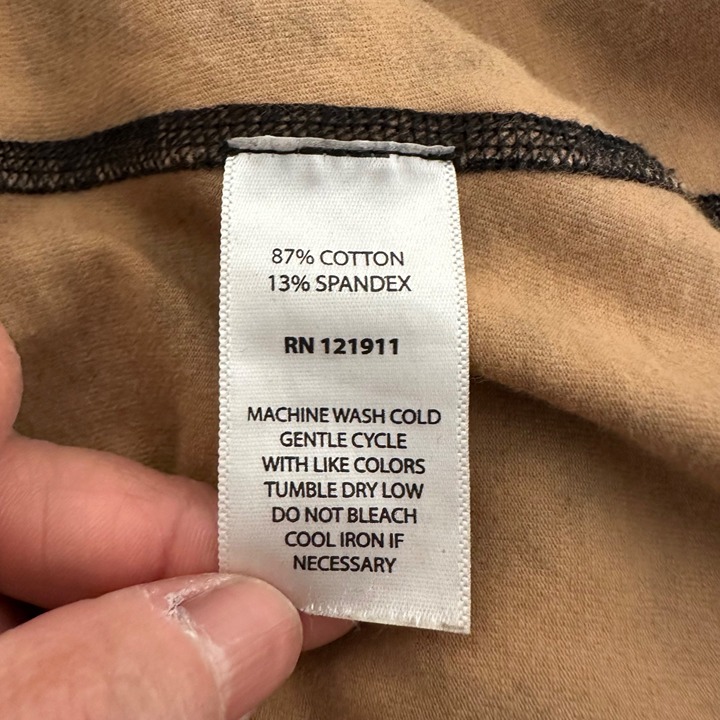 87% COTTON
13% SPANDEX
RN 121911
MACHINE WASH COLD
GENTLE CYCLE
WITH LIKE COLORS
TUMBLE DRY LOW
DO NOT BLEACH
COOL IRON IF
NECESSARY